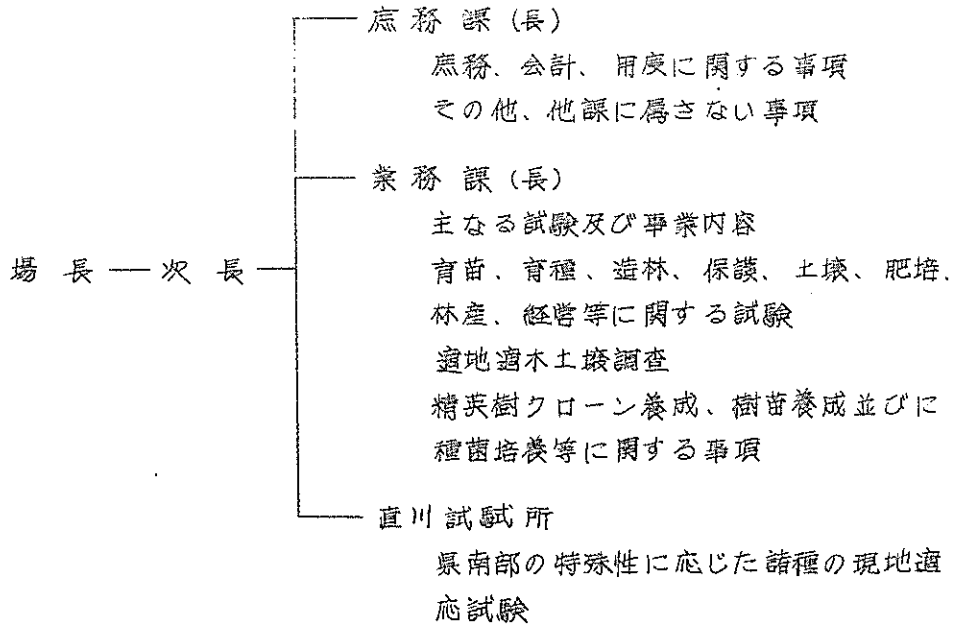 庶務課(長)
庶務、会計、用度に関する事項
その他、他課に属さない事項
業務課(長)
主なる試験及び事業内容
場長 ― 次長
育苗、育種、造林、保護、土壌、肥培、
林産、経営等に関する試験
適地適木土壌調査
精英樹クローン養成、樹苗養成並びに
種菌培養等に関する事項
直川試験所
県南部の特殊性に応じた諸種の現地適
応試験